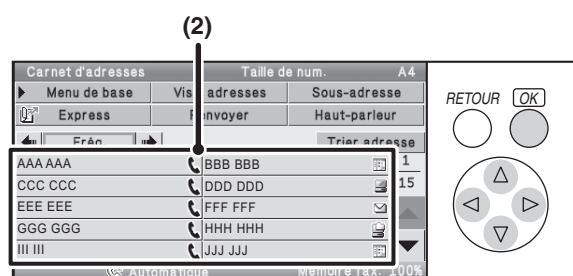 (2)
Carnet d'adresses Taille de num. A4
Menu de base adresses Sous-adresse
Express Haut-parleur
Fréq. Trier adresse
AAA AAA BBB BBB 1
CCC CCC DDD DDD 15
EEE EEE FFF FFF
GGG GGG HHH HHH
III III JJJ JJJ
Automatique Mémoire fax. 100%
RETOUR OK